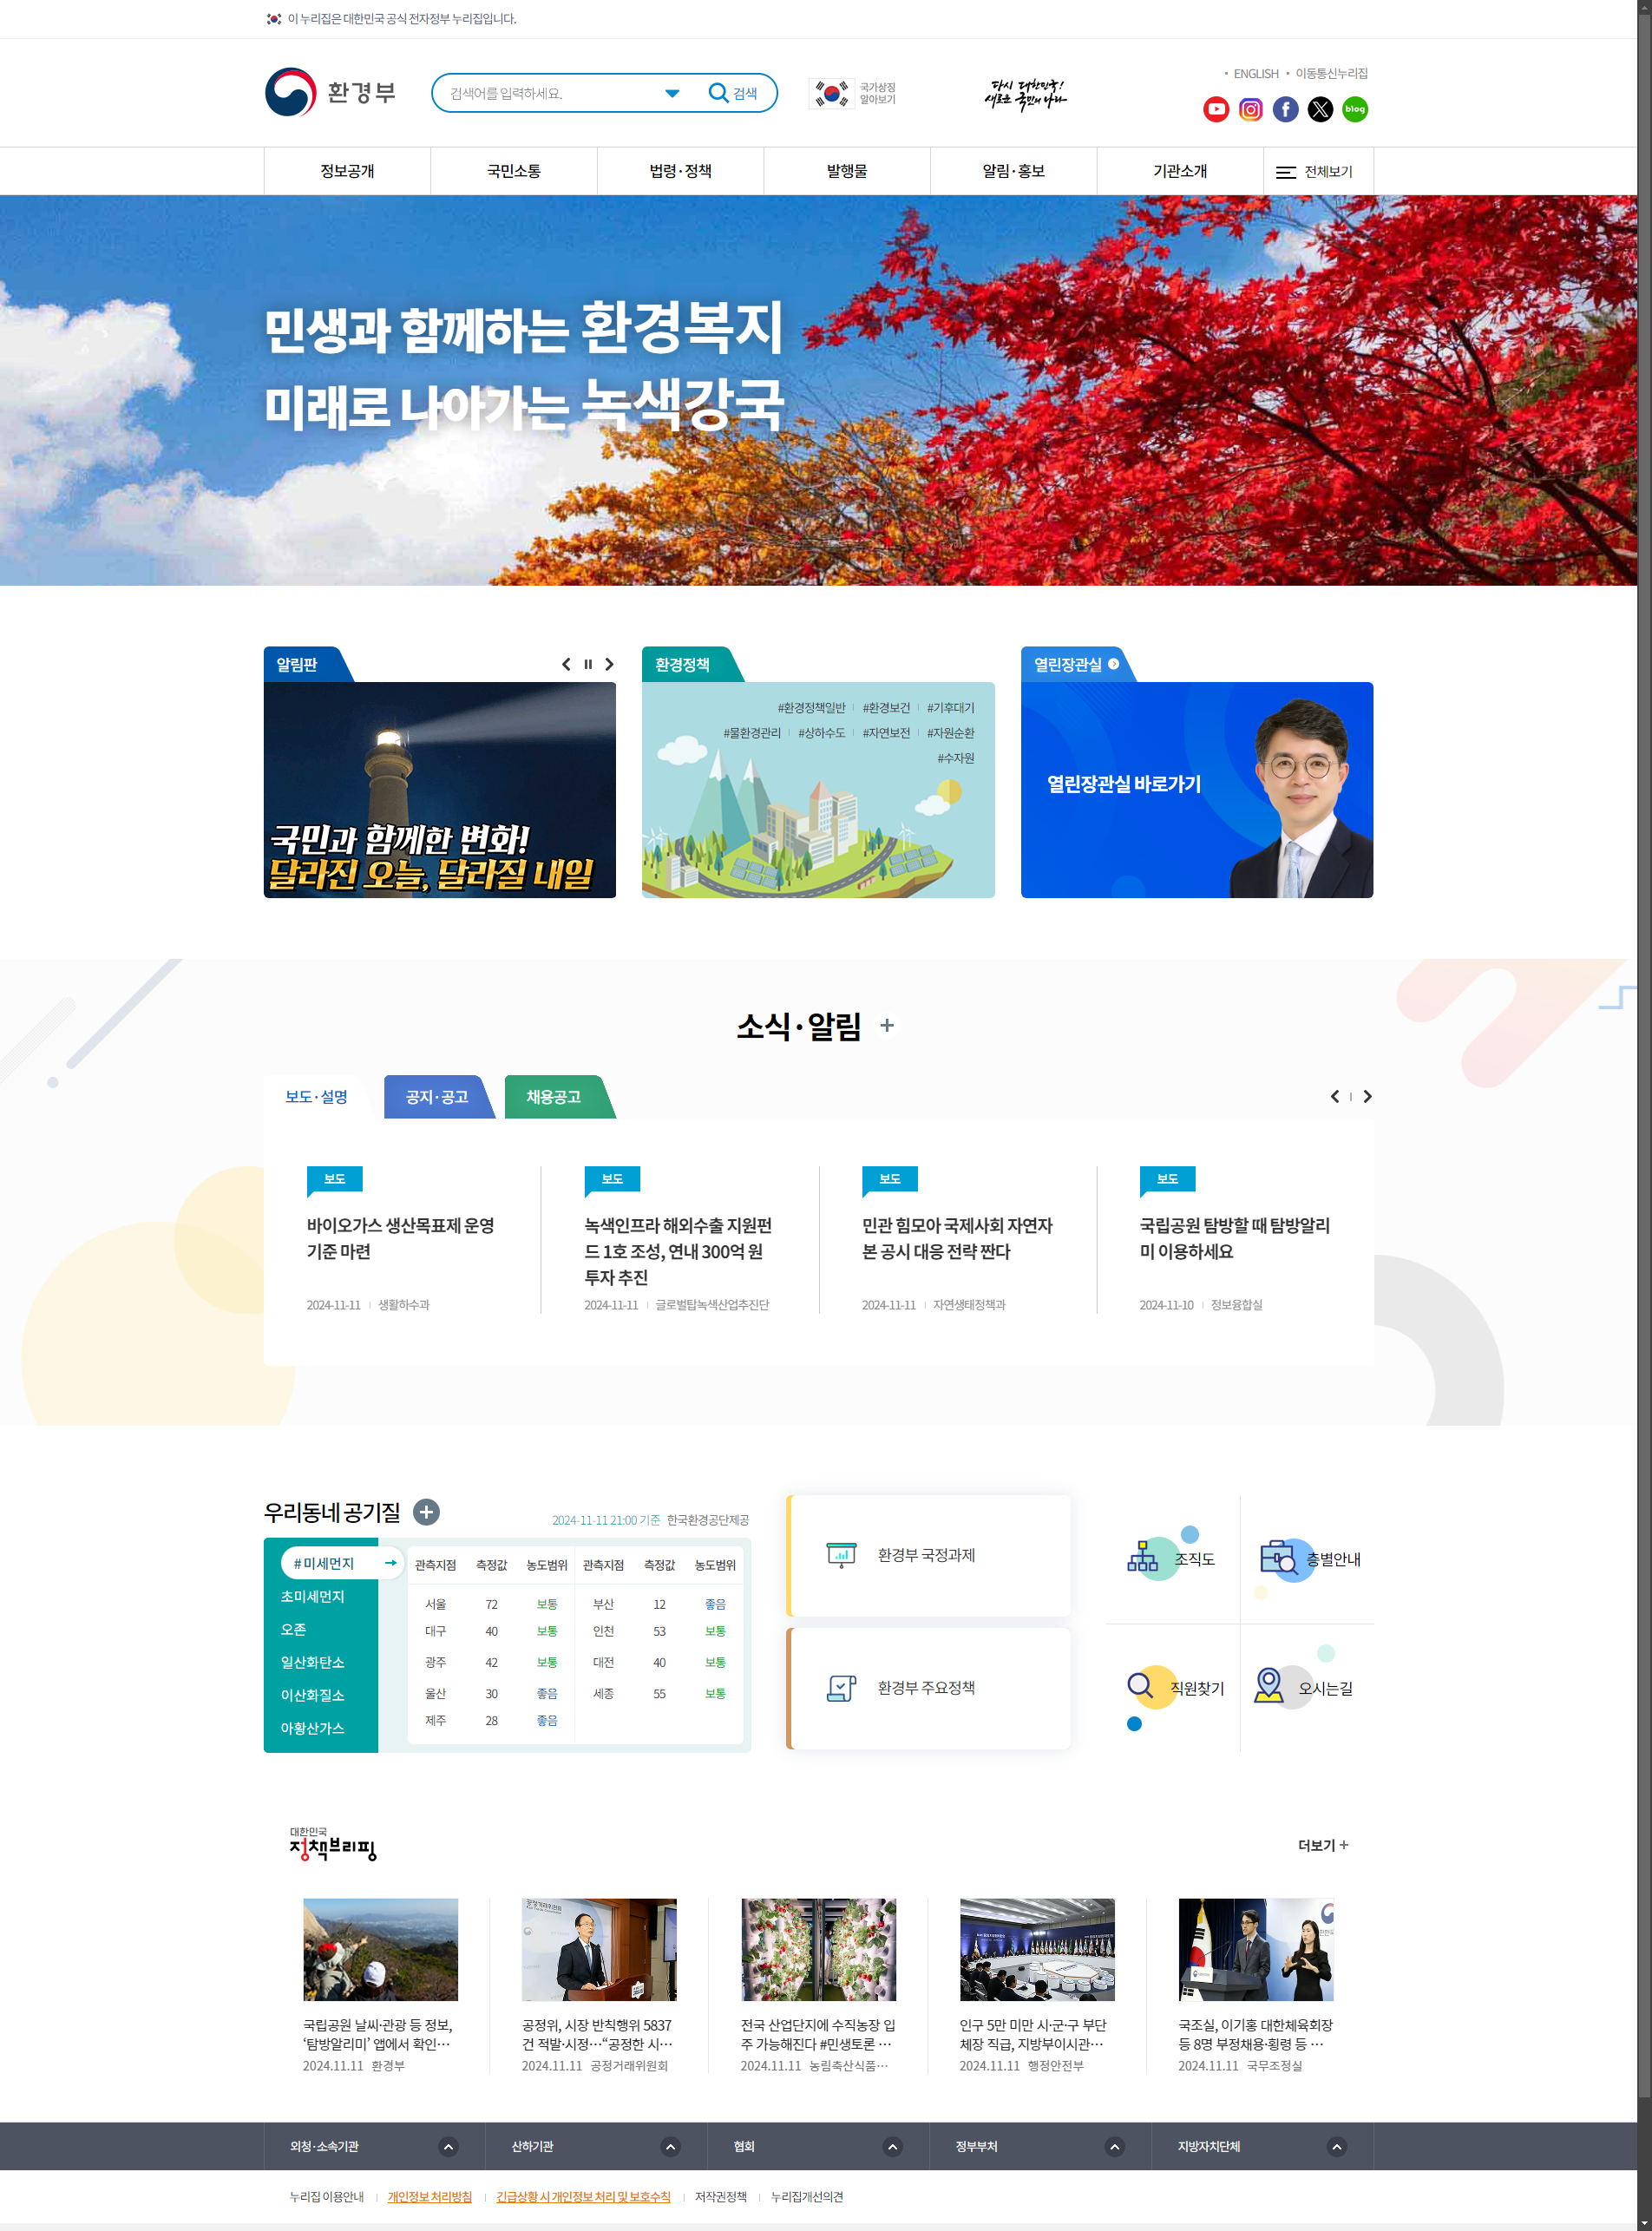 이 누리집은 대한민국 공식 전자정부 누리집입니다.
환경부
검색어를 입력하세요.
검색
국가상징
알아보기
다시 대한민국!
새로운 국민의 나라
ENGLISH
이동통신누리집
blog
정보공개
국민소통
법령·정책
발행물
알림·홍보
기관소개
전체보기
민생과 함께하는 환경복지
미래로 나아가는 녹색강국
알림판
국민과 함께한 변화!
달라진 오늘, 달라질 내일
환경정책
#환경정책일반 #환경보건 #기후대기
#물환경관리 #상하수도 #자연보전 #자원순환
#수자원
열린장관실
열린장관실 바로가기
소식·알림
보도·설명
공지·공고
채용공고
보도
바이오가스 생산목표제 운영
기준 마련
2024-11-11 생활하수과
보도
녹색인프라 해외수출 지원펀
드 1호 조성, 연내 300억 원
투자 추진
2024-11-11 글로벌탑녹색산업추진단
보도
민관 힘모아 국제사회 자연자
본 공시 대응 전략 짠다
2024-11-11 자연생태정책과
보도
국립공원 탐방할 때 탐방알리
미 이용하세요
2024-11-10 정보융합실
우리동네 공기질
2024-11-11 21:00 기준 한국환경공단제공
# 미세먼지
초미세먼지
오존
일산화탄소
이산화질소
아황산가스
관측지점 측정값 농도범위 관측지점 측정값 농도범위
서울 72 보통 부산 12 좋음
대구 40 보통 인천 53 보통
광주 42 보통 대전 40 보통
울산 30 좋음 세종 55 보통
제주 28 좋음
환경부 국정과제
환경부 주요정책
조직도
층별안내
직원찾기
오시는길
대한민국
정책브리핑
더보기
국립공원 날씨·관광 등 정보,
‘탐방알리미’ 앱에서 확인…
2024.11.11 환경부
공정위, 시장 반칙행위 5837
건 적발·시정…“공정한 시…
2024.11.11 공정거래위원회
전국 산업단지에 수직농장 입
주 가능해진다 #민생토론 …
2024.11.11 농림축산식품…
인구 5만 미만 시·군·구 부단
체장 직급, 지방부이시관…
2024.11.11 행정안전부
국조실, 이기흥 대한체육회장
등 8명 부정채용·횡령 등 …
2024.11.11 국무조정실
외청·소속기관
산하기관
협회
정부부처
지방자치단체
누리집 이용안내
개인정보 처리방침
긴급상황 시 개인정보 처리 및 보호수칙
저작권정책
누리집개선의견